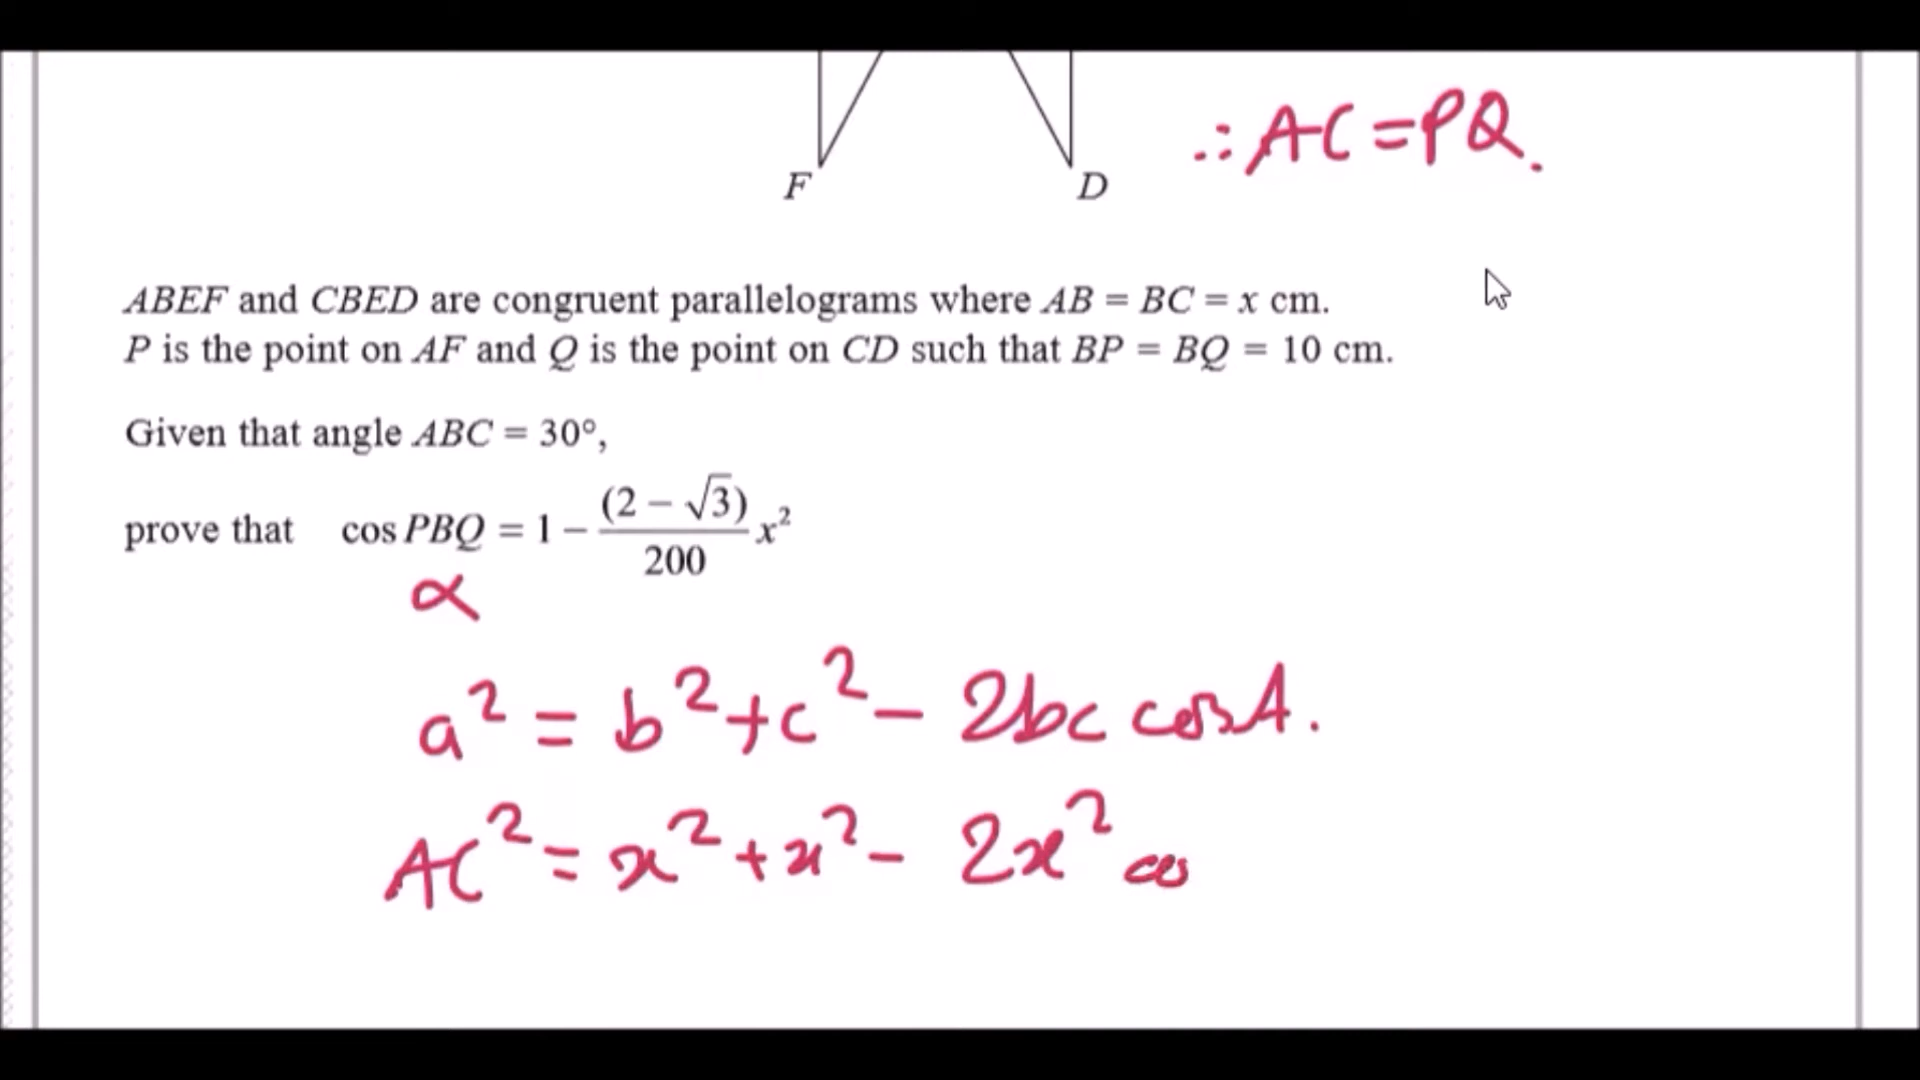 F D
∴ AC = PQ.
ABEF and CBED are congruent parallelograms where AB = BC = x cm.
P is the point on AF and Q is the point on CD such that BP = BQ = 10 cm.
Given that angle ABC = 30°,
prove that cos PBQ = 1 − (2 − √3)/200 x²
α
a² = b² + c² − 2bc cos A.
AC² = x² + x² − 2x² cos